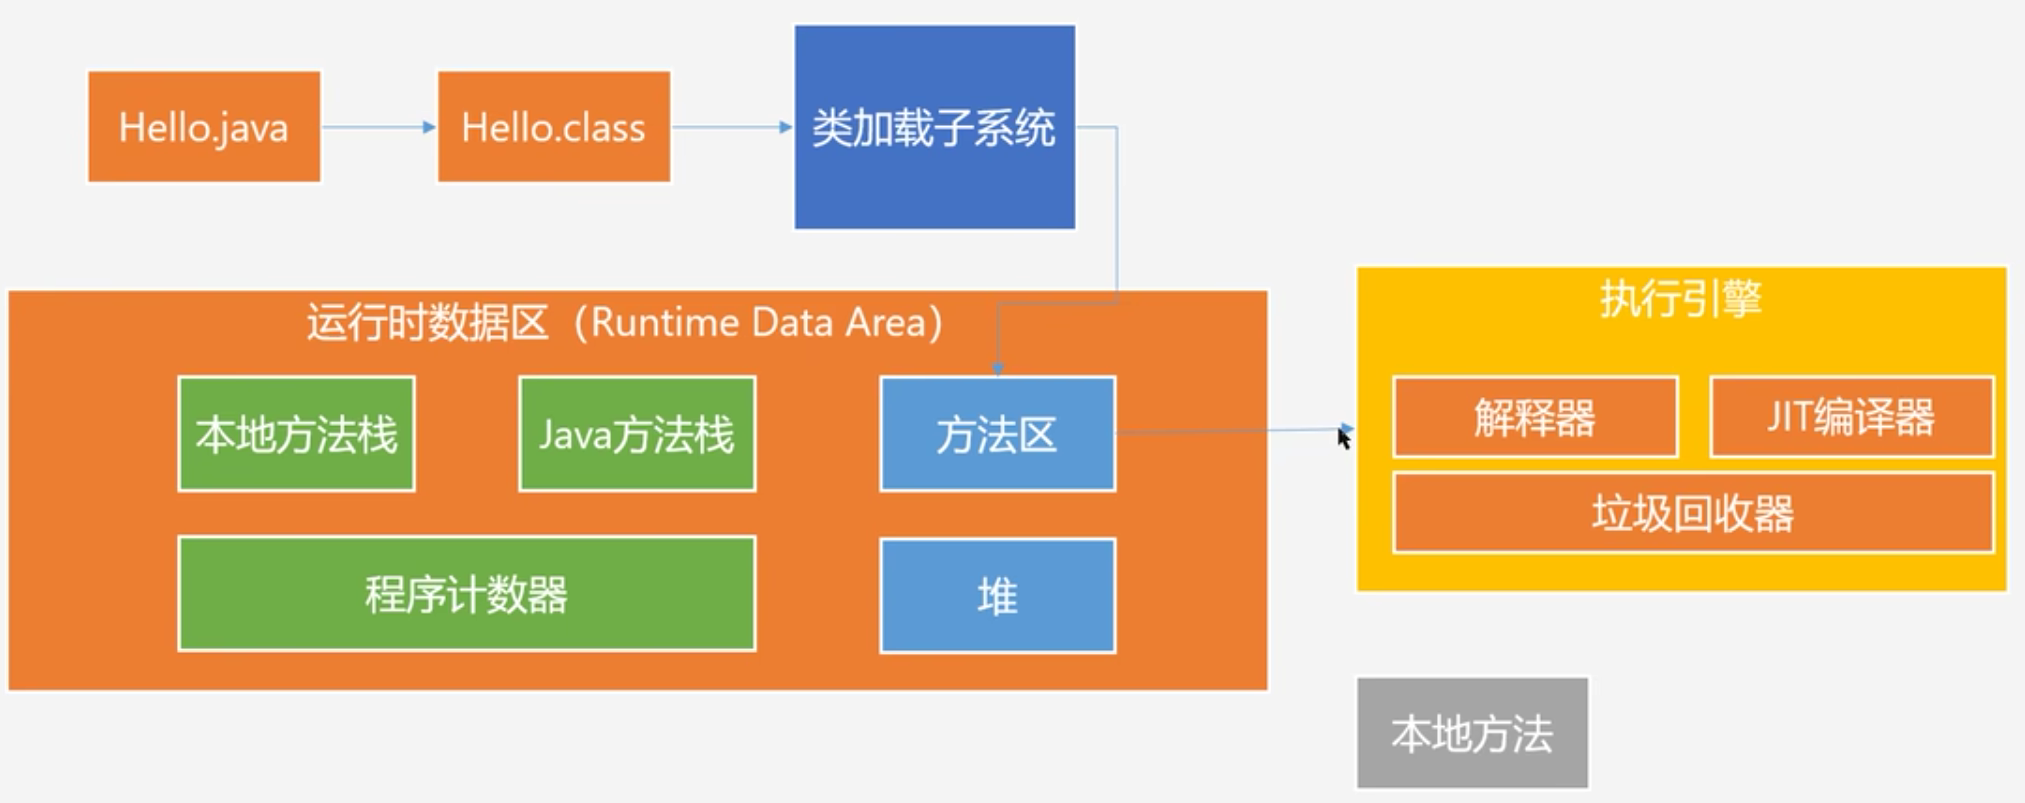 Hello.java
Hello.class
类加载子系统
运行时数据区（Runtime Data Area）
本地方法栈
Java方法栈
方法区
程序计数器
堆
执行引擎
解释器
JIT编译器
垃圾回收器
本地方法